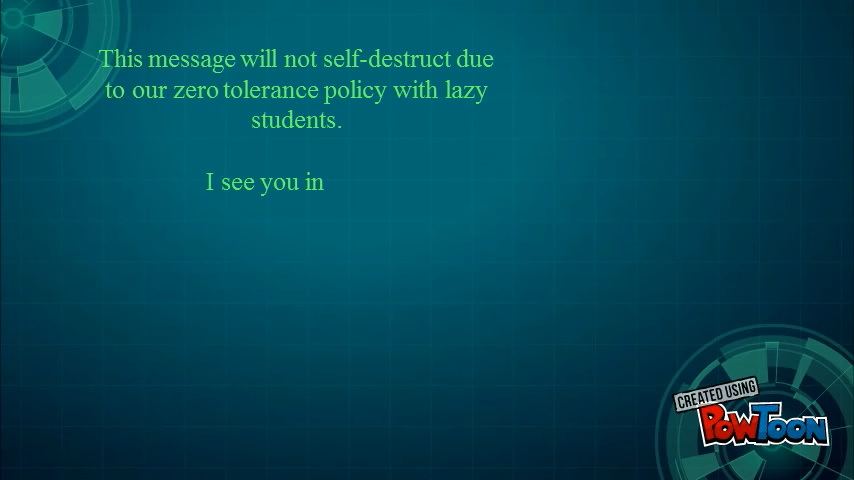 This message will not self-destruct due
to our zero tolerance policy with lazy
students.
I see you in
CREATED USING
POWTOON